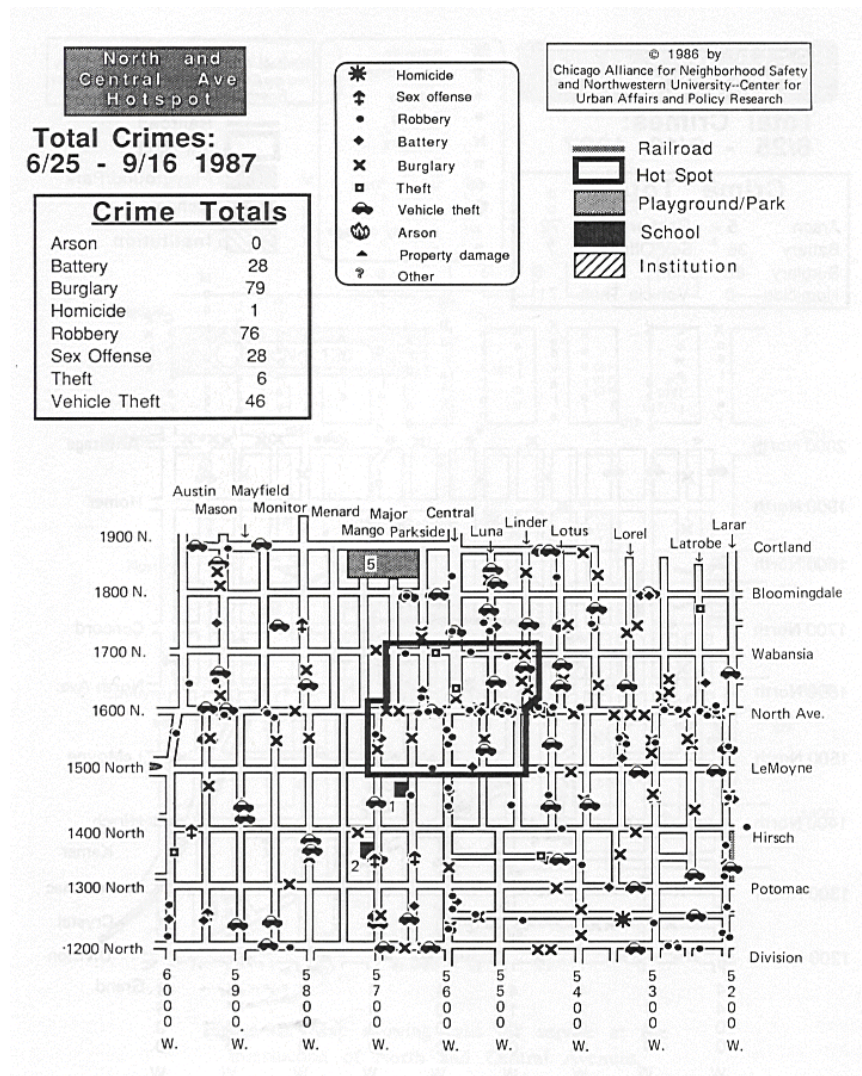 North and
Central Ave
Hotspot
Total Crimes:
6/25 - 9/16 1987
Crime Totals
Arson 0
Battery 28
Burglary 79
Homicide 1
Robbery 76
Sex Offense 28
Theft 6
Vehicle Theft 46
Homicide
Sex offense
Robbery
Battery
Burglary
Theft
Vehicle theft
Arson
Property damage
? Other
© 1986 by
Chicago Alliance for Neighborhood Safety
and Northwestern University--Center for
Urban Affairs and Policy Research
Railroad
Hot Spot
Playground/Park
School
Institution
Austin Mayfield
Mason Monitor Menard Major Central Linder Larar
Mango Parkside Luna Lotus Lorel Latrobe
1900 N. Cortland
5
1800 N. Bloomingdale
1700 N. Wabansia
1600 N. North Ave.
1500 North LeMoyne
1
1400 North Hirsch
2
1300 North Potomac
1200 North Division
6000 W. 5900 W. 5800 W. 5700 W. 5600 W. 5500 W. 5400 W. 5300 W. 5200 W.